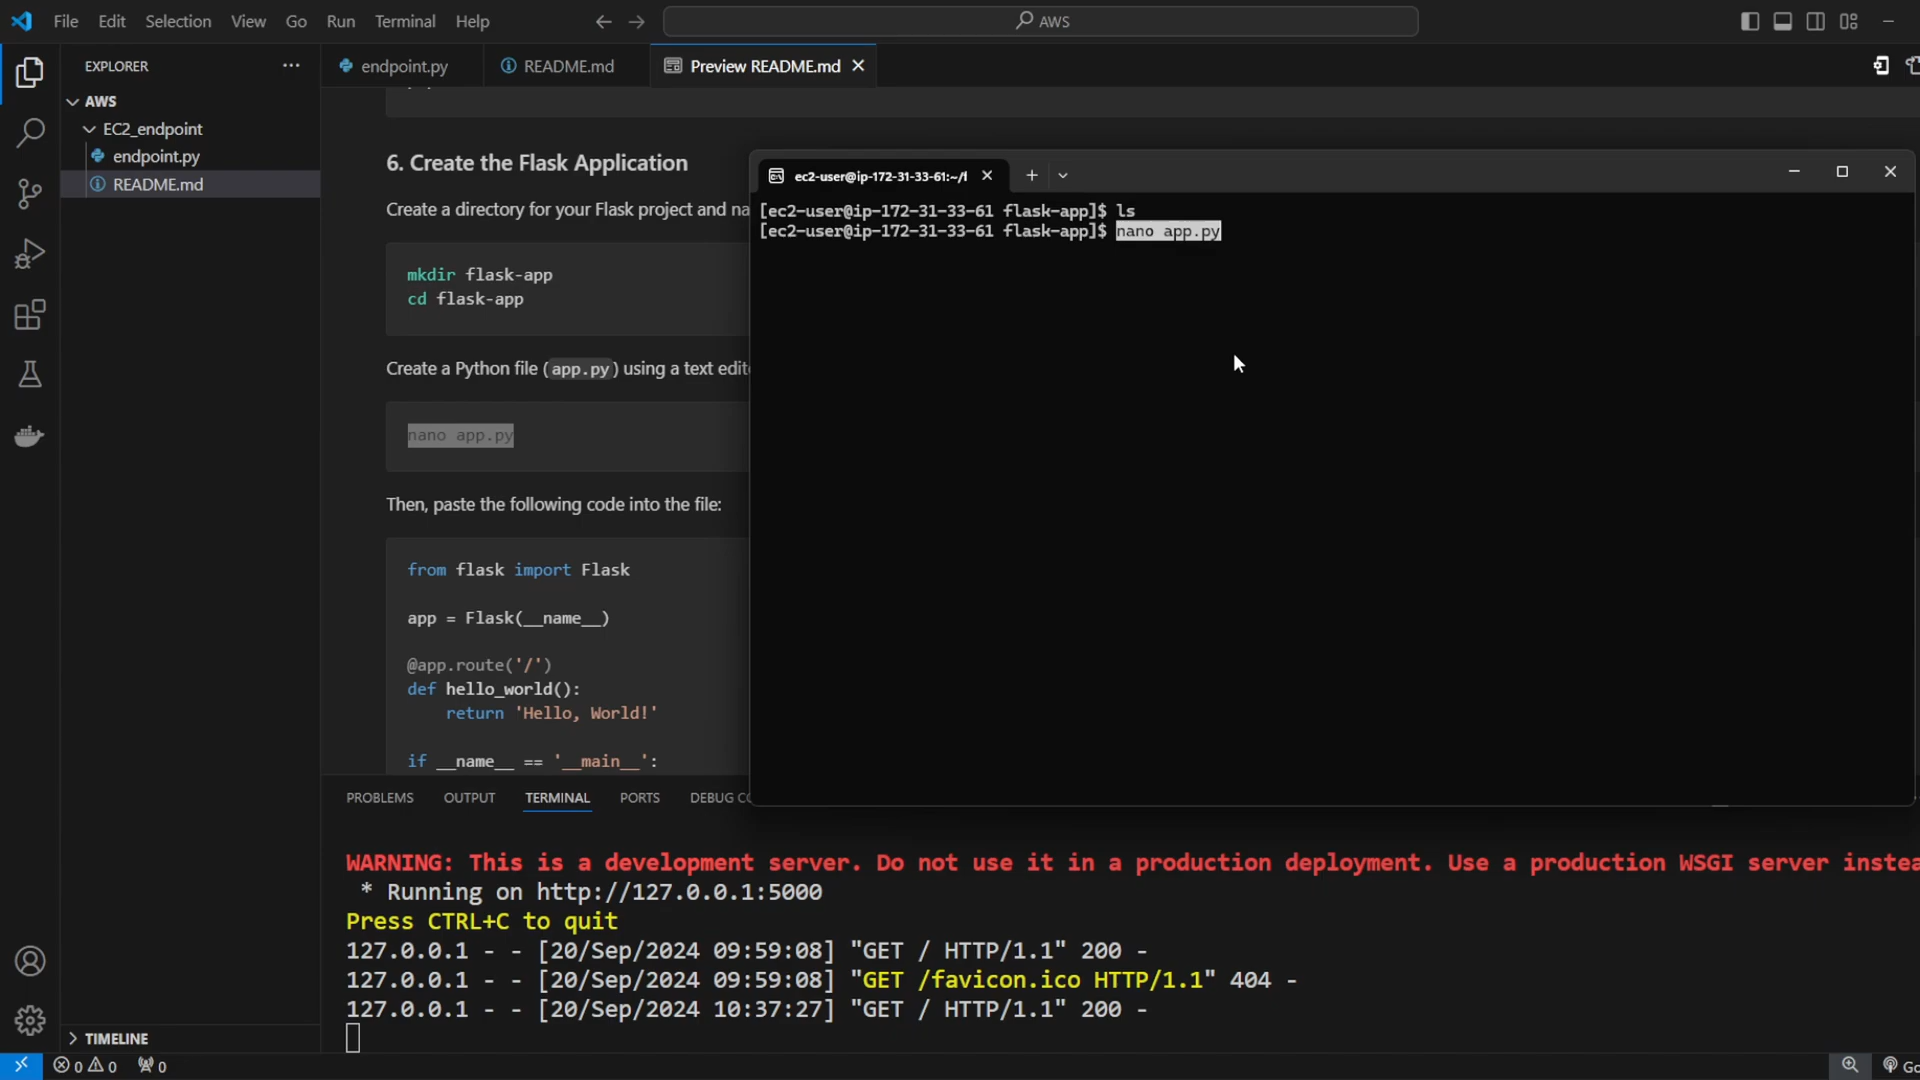 File Edit Selection View Go Run Terminal Help
AWS
EXPLORER
endpoint.py
README.md
Preview README.md
AWS
EC2_endpoint
endpoint.py
README.md
6. Create the Flask Application
Create a directory for your Flask project and na
mkdir flask-app
cd flask-app
Create a Python file (app.py) using a text edit
nano app.py
Then, paste the following code into the file:
from flask import Flask
app = Flask(__name__)
@app.route('/')
def hello_world():
return 'Hello, World!'
if __name__ == '__main__':
ec2-user@ip-172-31-33-61:~/f
[ec2-user@ip-172-31-33-61 flask-app]$ ls
[ec2-user@ip-172-31-33-61 flask-app]$ nano app.py
PROBLEMS OUTPUT TERMINAL PORTS DEBUG CO
WARNING: This is a development server. Do not use it in a production deployment. Use a production WSGI server instea
* Running on http://127.0.0.1:5000
Press CTRL+C to quit
127.0.0.1 - - [20/Sep/2024 09:59:08] "GET / HTTP/1.1" 200 -
127.0.0.1 - - [20/Sep/2024 09:59:08] "GET /favicon.ico HTTP/1.1" 404 -
127.0.0.1 - - [20/Sep/2024 10:37:27] "GET / HTTP/1.1" 200 -
TIMELINE
0 0 0
Go